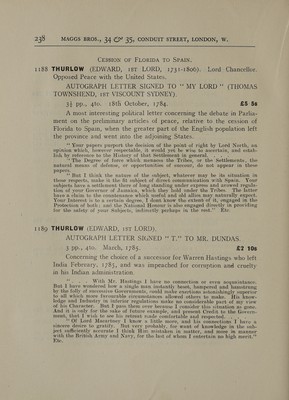 238 MAGGS BROS., 34 & 35, CONDUIT STREET, LONDON, W.
CESSION OF FLORIDA TO SPAIN.
1188 THURLOW (EDWARD, 1ST LORD, 1731-1806). Lord Chancellor.
Opposed Peace with the United States.
AUTOGRAPH LETTER SIGNED TO " MY LORD " (THOMAS
TOWNSHEND, 1ST VISCOUNT SYDNEY).
3½ pp., 4to. 18th October, 1784. £5 5s
A most interesting political letter concerning the debate in Parlia-
ment on the preliminary articles of peace, relative to the cession of
Florida to Spain, when the greater part of the English population left
the province and went into the adjoining States.
" Your papers purport the decision of the point of right by Lord North, an
opinion which, however respectable, it would yet be wise to ascertain, and estab-
lish by reference to the History of that Settlement in general.
" The Degree of force which menaces the Tribes, or the Settlements, the
natural means of defence, or opportunities of succour, do not appear in these
papers.
" But I think the nature of the subject, whatever may be its situation in
these respects, make is the fit subject of direct communication with Spain. Your
subjects have a settlement there of long standing under express and avowed regula-
tion of your Governor of Jamaica, which they hold under the Tribes. The latter
have a claim to the countenance which useful and old allies may naturally expect.
Your Interest is to a certain degree, I dont know the extent of it, engaged in the
Protection of both: and the National Honour is also engaged directly in providing
for the safety of your Subjects, indirectly perhaps in the rest." Etc.
1189 THURLOW (EDWARD, 1ST LORD).
AUTOGRAPH LETTER SIGNED " T." TO MR. DUNDAS.
3 pp., 4to. March, 1785. £2 10s
Concerning the choice of a successor for Warren Hastings who left
India February, 1785, and was impeached for corruption and cruelty
in his Indian administration.
" . . . With Mr. Hastings I have no connection or even acquaintance.
But I have wondered how a single man instantly beset, hampered and hamstrung
by the folly of successive Governments, could make exertions astonishingly superior
to all which more favourable circumstances allowed others to make. His know-
ledge and Industry in inferior regulations make no considerable part of my view
of his Character. But I pass them over because I consider this situation as gone.
And it is only for the sake of future example, and present Credit to the Govern-
ment, that I wish to see his retreat made comfortable and respected.
" Of Lord Macartney I know a little more, and his connections I have a
sincere desire to gratify. But very probably, for want of knowledge in the sub-
ject sufficiently accurate I think Him mistaken in matter, and more in manner
with the British Army and Navy, for the last of whom I entertain no high merit."
Etc.